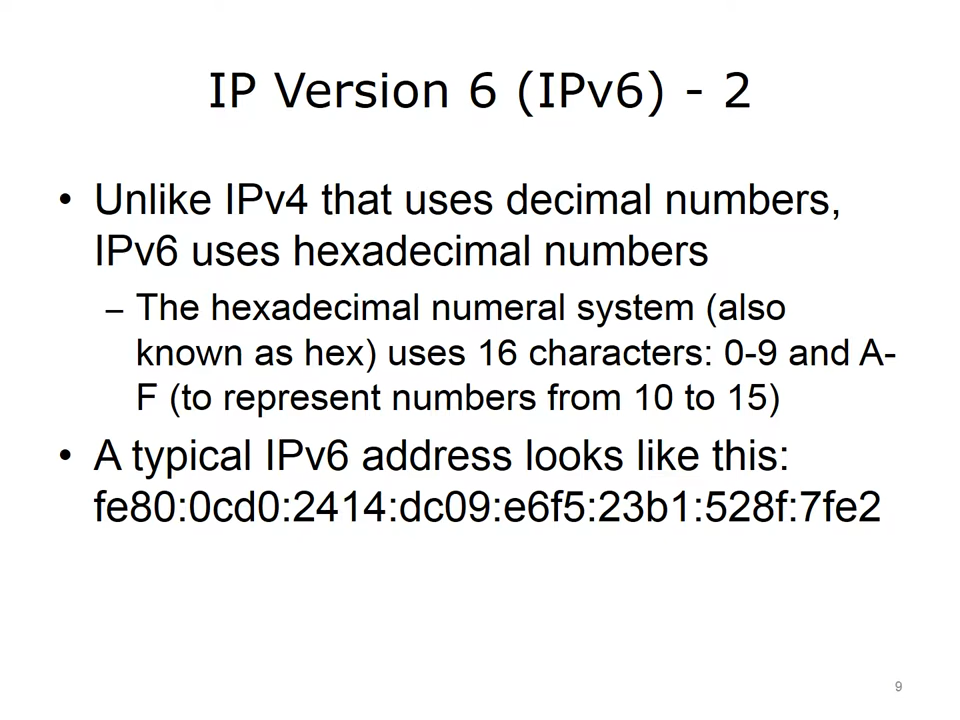 IP Version 6 (IPv6) - 2
• Unlike IPv4 that uses decimal numbers,
IPv6 uses hexadecimal numbers
– The hexadecimal numeral system (also
known as hex) uses 16 characters: 0-9 and A-
F (to represent numbers from 10 to 15)
• A typical IPv6 address looks like this:
fe80:0cd0:2414:dc09:e6f5:23b1:528f:7fe2
9